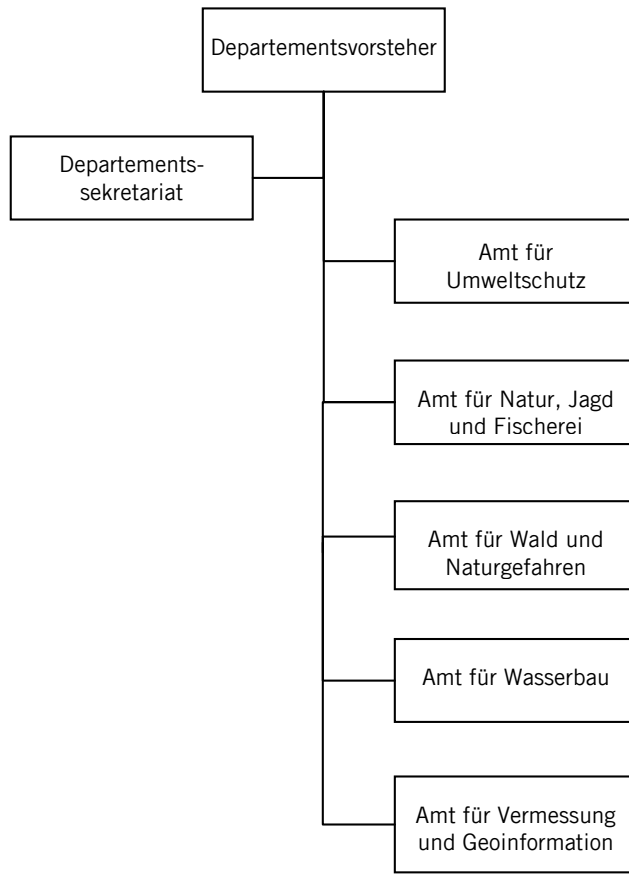 Departementsvorsteher
Departements-
sekretariat
Amt für
Umweltschutz
Amt für Natur, Jagd
und Fischerei
Amt für Wald und
Naturgefahren
Amt für Wasserbau
Amt für Vermessung
und Geoinformation